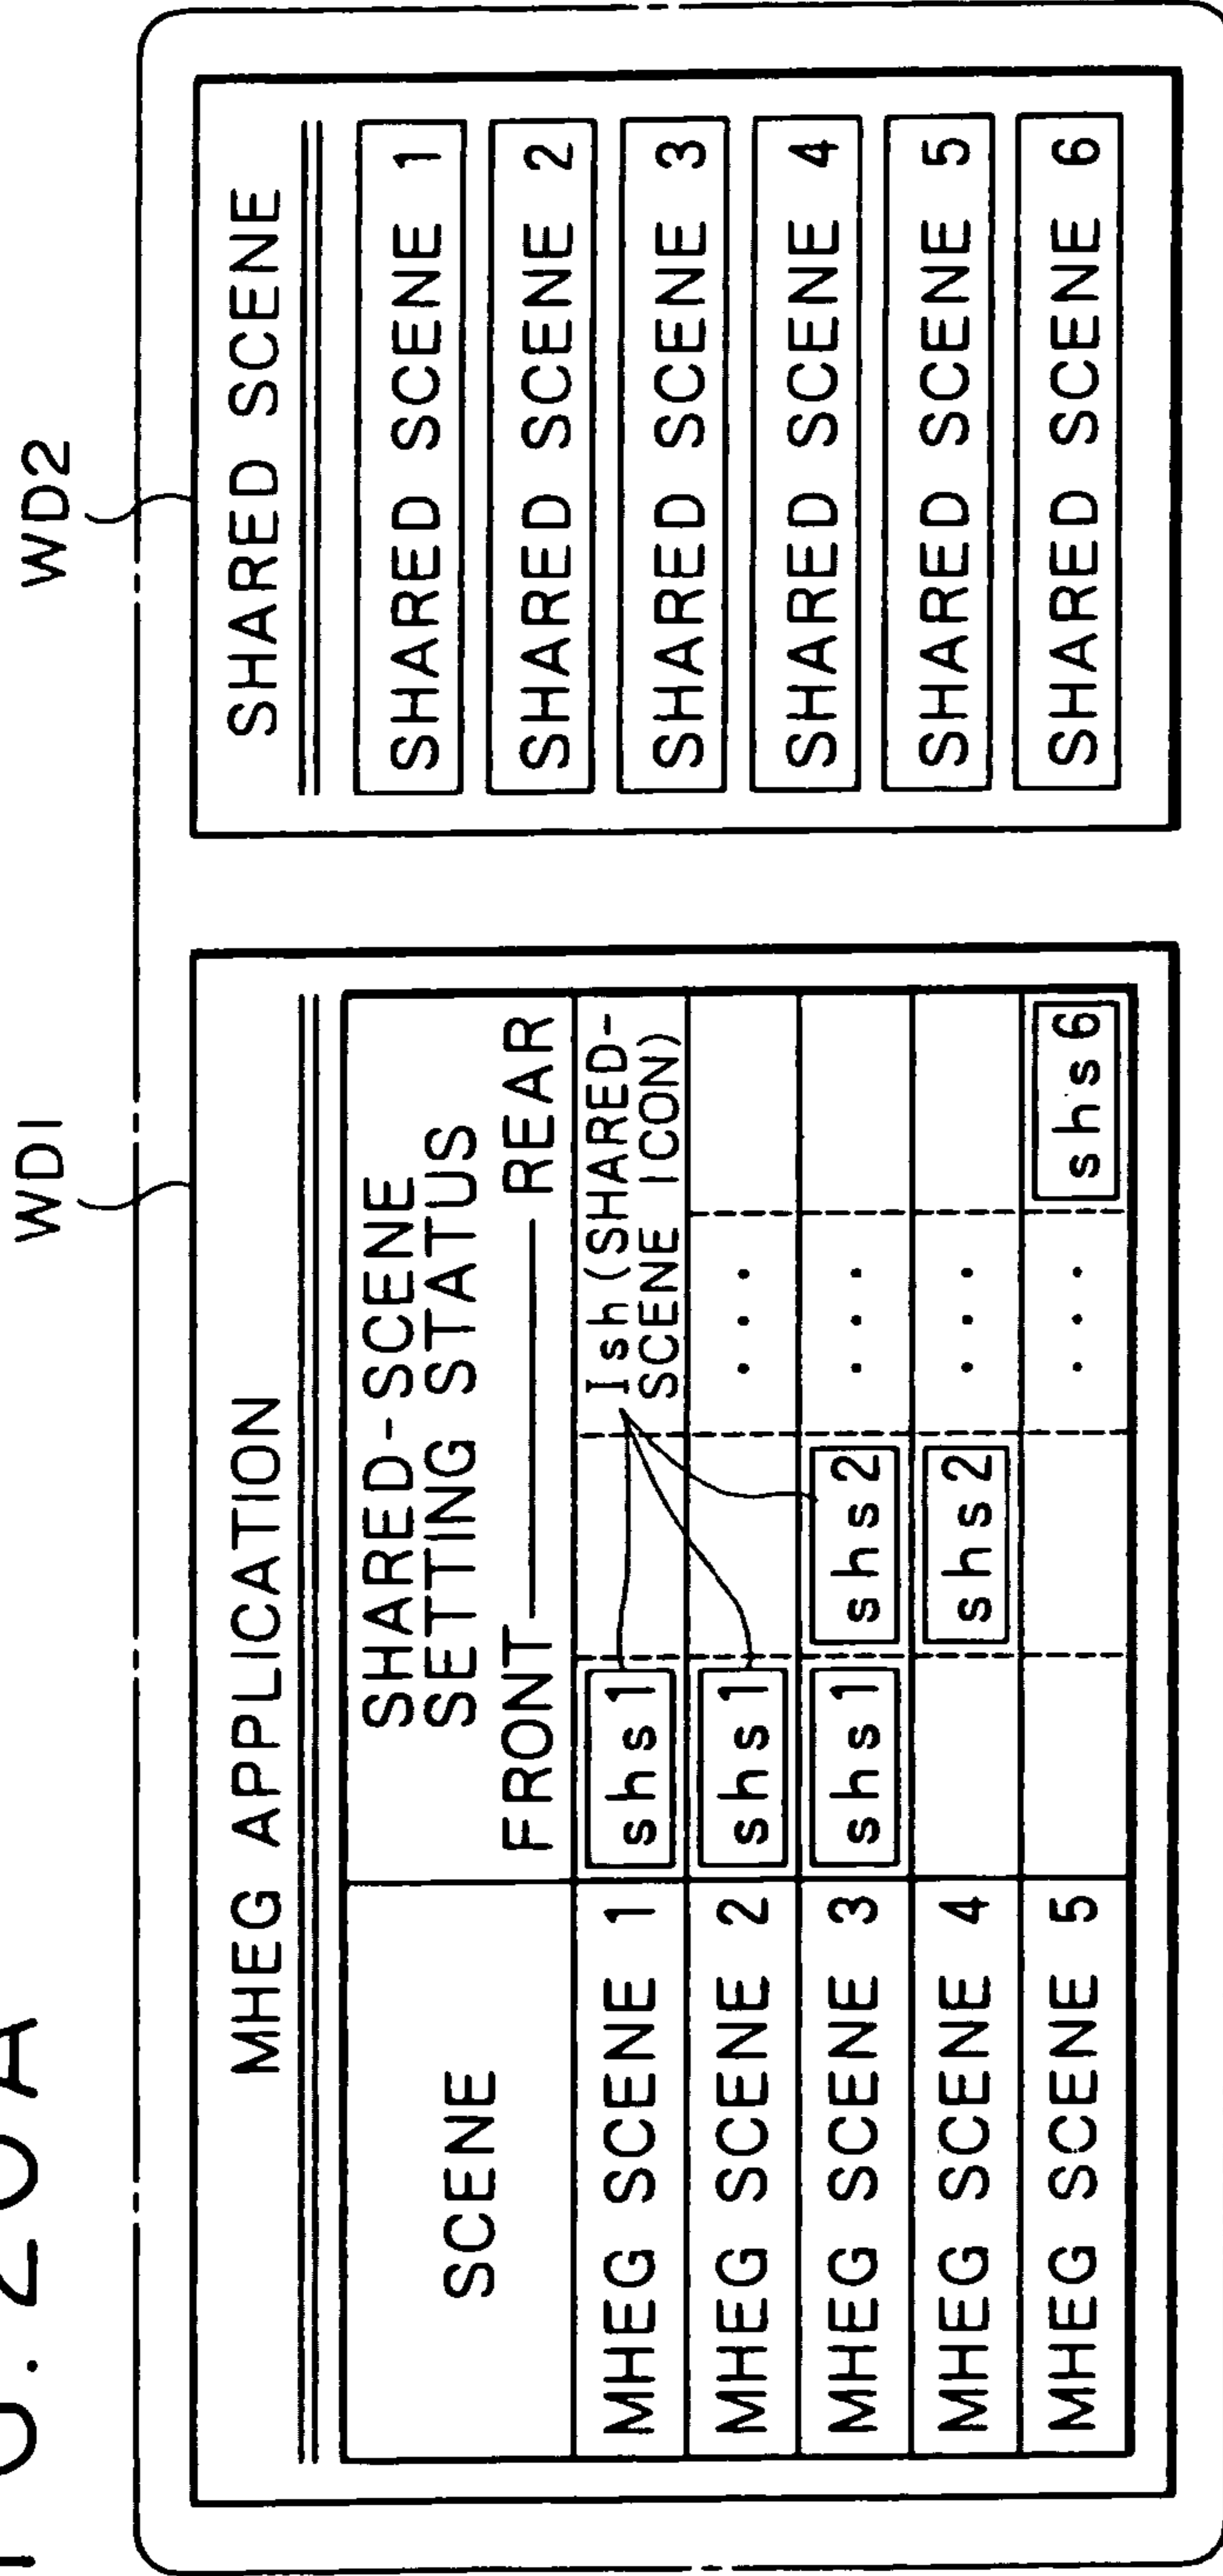 FIG. 20A
WD1
WD2
MHEG APPLICATION
SCENE
SHARED-SCENE
SETTING STATUS
FRONT REAR
MHEG SCENE 1 shs1 Ish (SHARED-
SCENE ICON)
MHEG SCENE 2 shs1 ...
MHEG SCENE 3 shs1 shs2 ...
MHEG SCENE 4 shs2 ...
MHEG SCENE 5 ... shs6
SHARED SCENE
SHARED SCENE 1
SHARED SCENE 2
SHARED SCENE 3
SHARED SCENE 4
SHARED SCENE 5
SHARED SCENE 6